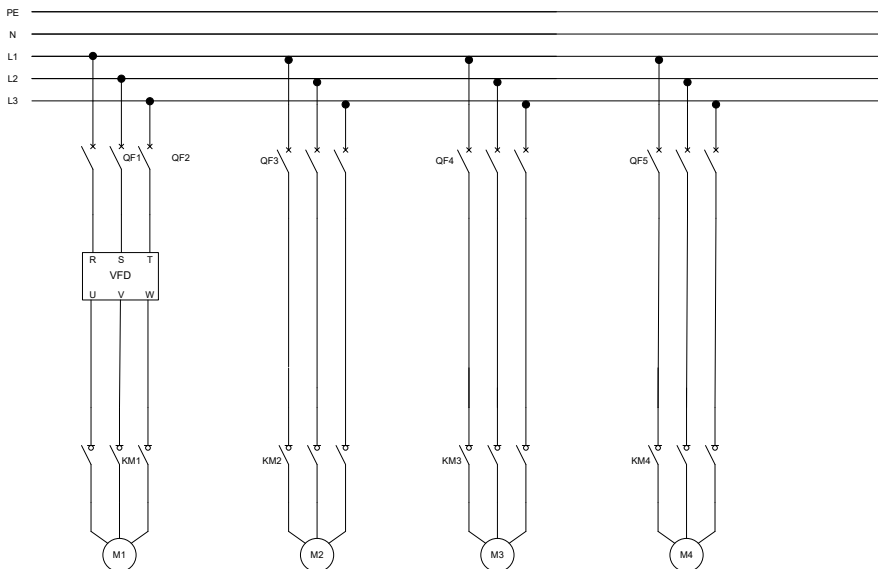 PE
N
L1
L2
L3
QF1 QF2 QF3 QF4 QF5
R S T
VFD
U V W
KM1 KM2 KM3 KM4
M1 M2 M3 M4